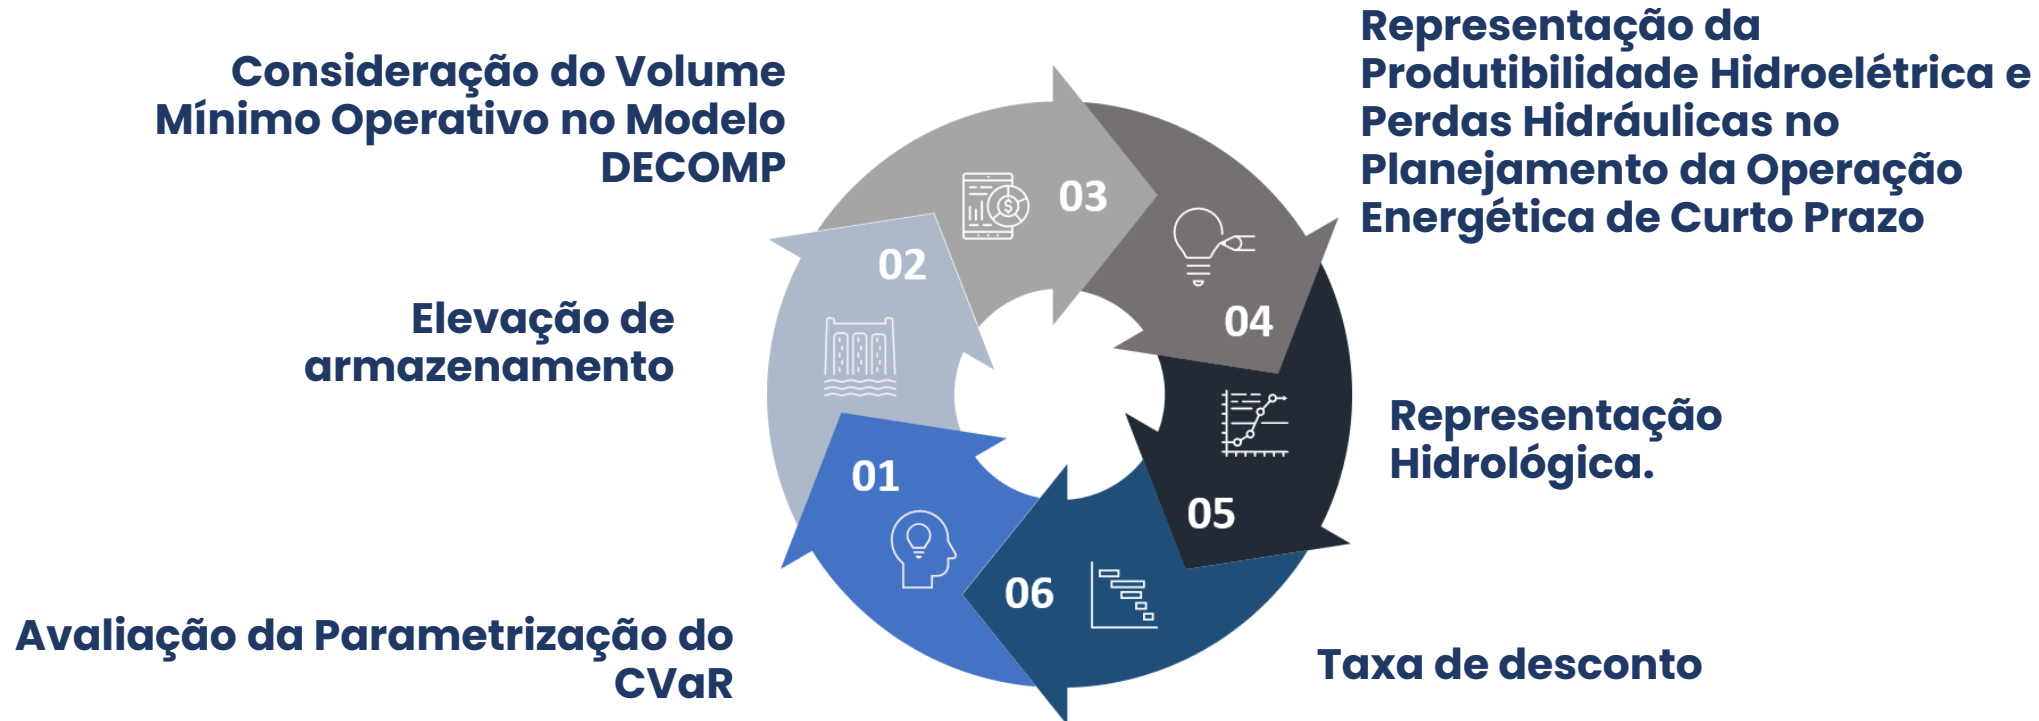 Avaliação da Parametrização do
CVaR
01
Elevação de
armazenamento
02
Consideração do Volume
Mínimo Operativo no Modelo
DECOMP
03
Representação da
Produtibilidade Hidroelétrica e
Perdas Hidráulicas no
Planejamento da Operação
Energética de Curto Prazo
04
Representação
Hidrológica.
05
Taxa de desconto
06
$